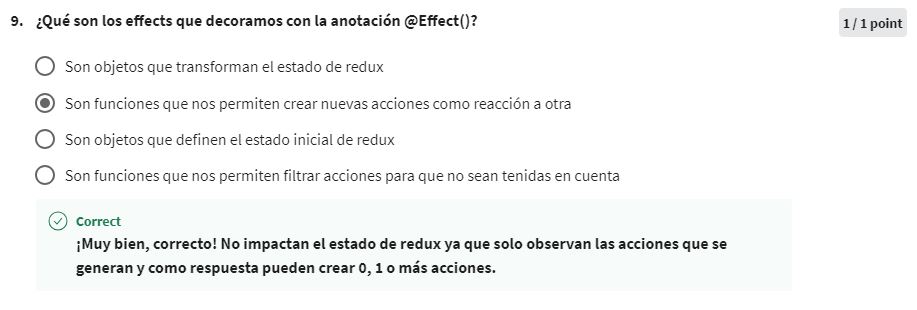 9. ¿Qué son los effects que decoramos con la anotación @Effect()?
1 / 1 point
Son objetos que transforman el estado de redux
Son funciones que nos permiten crear nuevas acciones como reacción a otra
Son objetos que definen el estado inicial de redux
Son funciones que nos permiten filtrar acciones para que no sean tenidas en cuenta
Correct
¡Muy bien, correcto! No impactan el estado de redux ya que solo observan las acciones que se
generan y como respuesta pueden crear 0, 1 o más acciones.